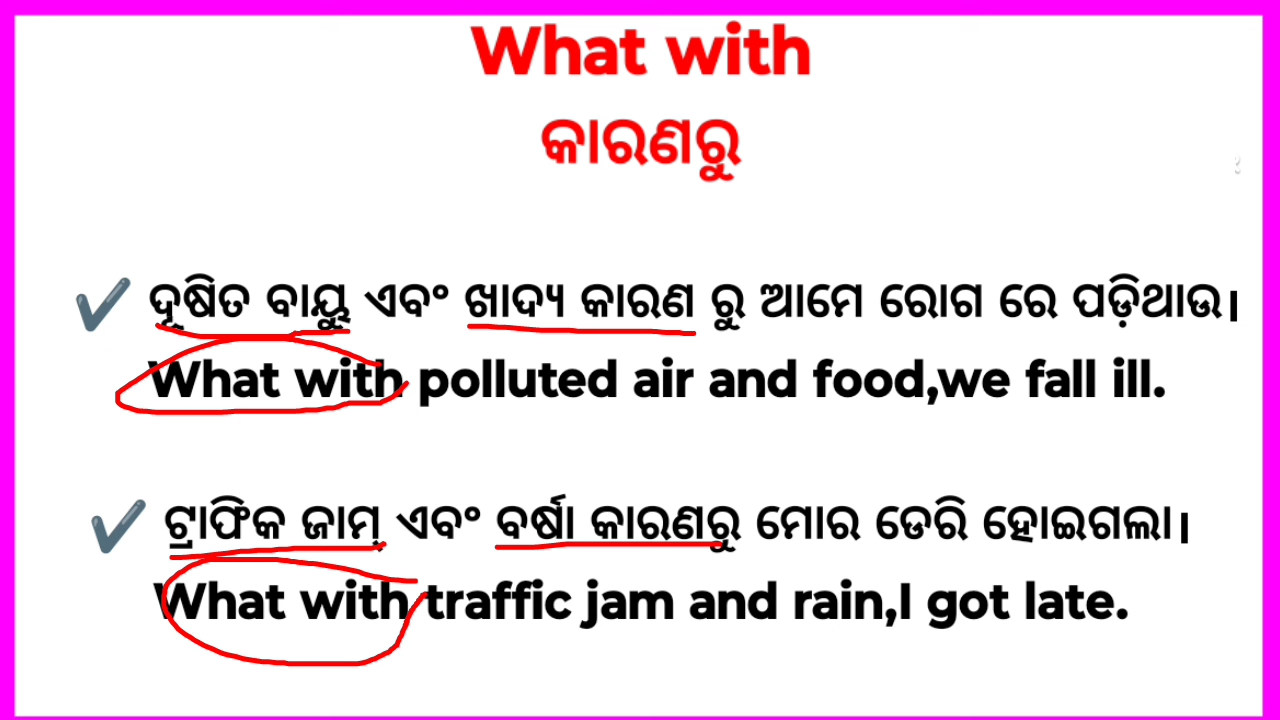 What with
କାରଣରୁ
ଦୂଷିତ ବାୟୁ ଏବଂ ଖାଦ୍ୟ କାରଣ ରୁ ଆମେ ରୋଗ ରେ ପଡ଼ିଥାଉ।
What with polluted air and food,we fall ill.
ଟ୍ରାଫିକ ଜାମ୍ ଏବଂ ବର୍ଷା କାରଣରୁ ମୋର ଡେରି ହୋଇଗଲା।
What with traffic jam and rain,I got late.